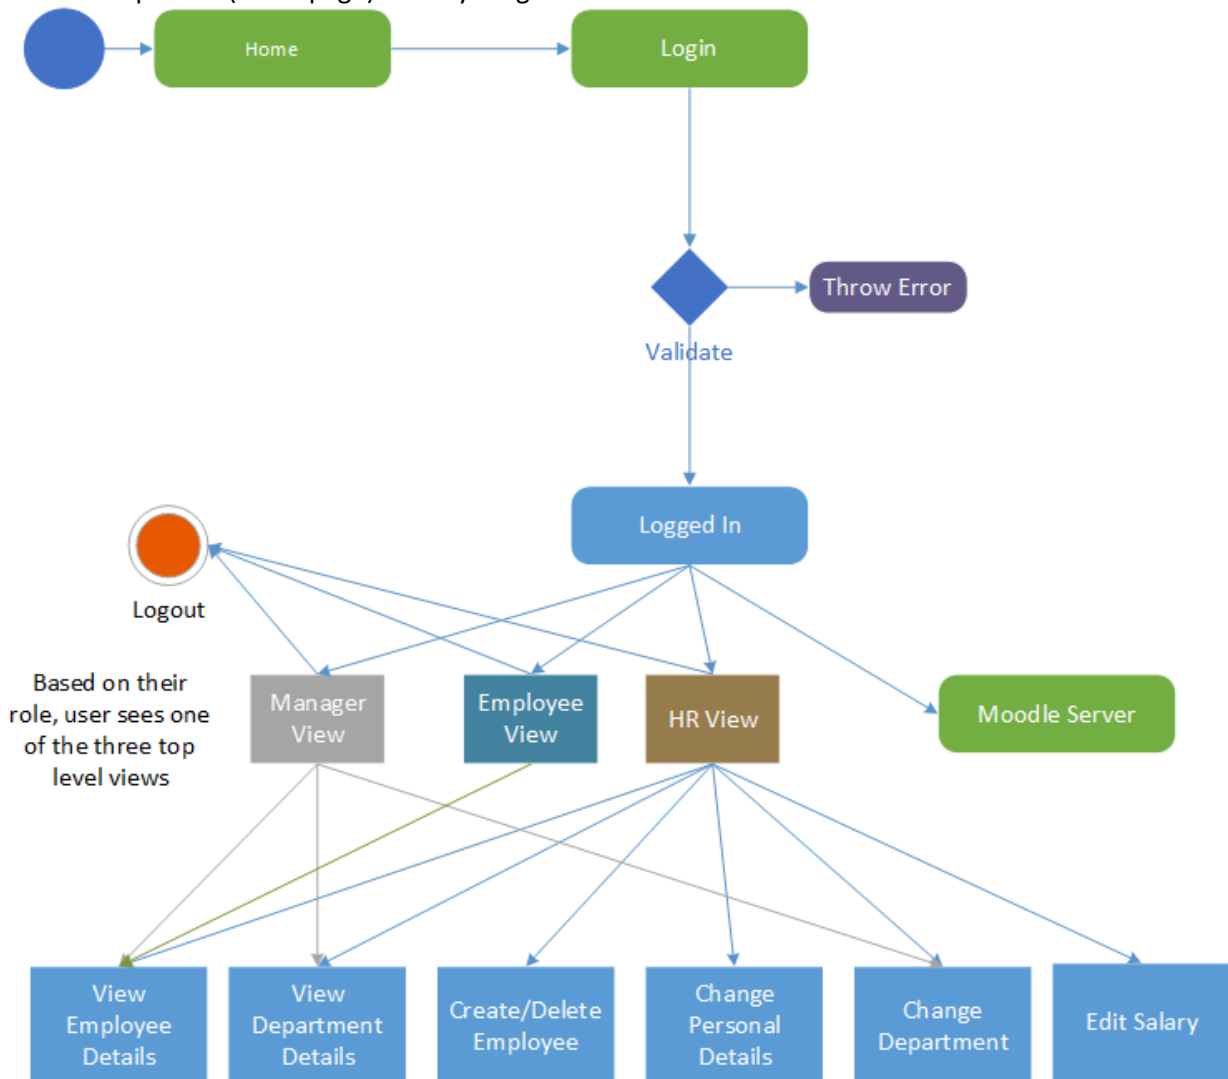 Home
Login
Throw Error
Validate
Logged In
Logout
Based on their
role, user sees one
of the three top
level views
Manager
View
Employee
View
HR View
Moodle Server
View
Employee
Details
View
Department
Details
Create/Delete
Employee
Change
Personal
Details
Change
Department
Edit Salary